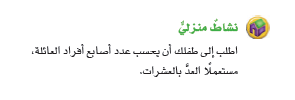 نشاطٌ منزليٌّ
اطلب إلى طفلك أن يحسب عدد أصابع أفراد العائلة،
مستعملًا العدَّ بالعشرات.